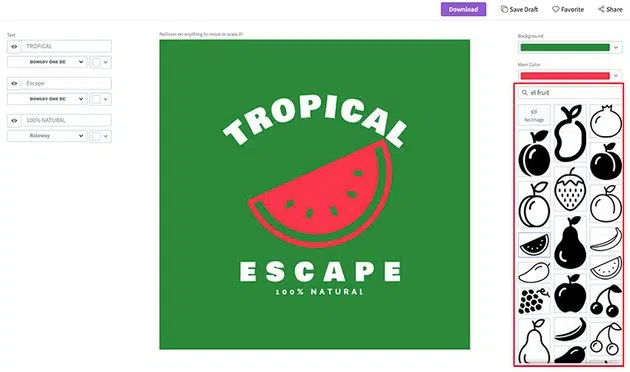 Download
Save Draft
Favorite
Share
Text
TROPICAL
BOWLBY ONE SC
Escape
BOWLBY ONE SC
100% NATURAL
Raleway
Rollover on anything to move or scale it!
TROPICAL
ESCAPE
100% NATURAL
Background
Main Color
el fruit
No Image